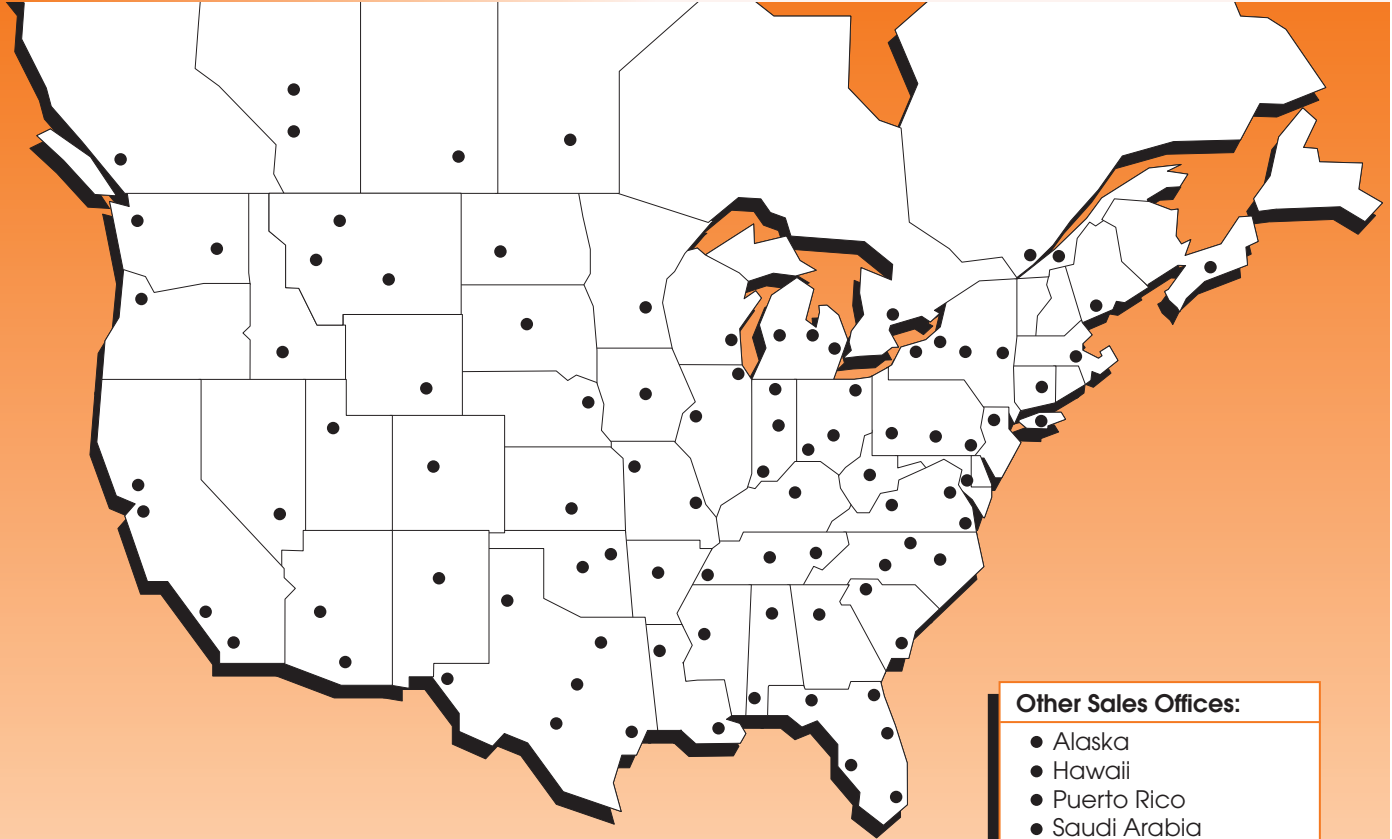 Other Sales Offices:
● Alaska
● Hawaii
● Puerto Rico
● Saudi Arabia